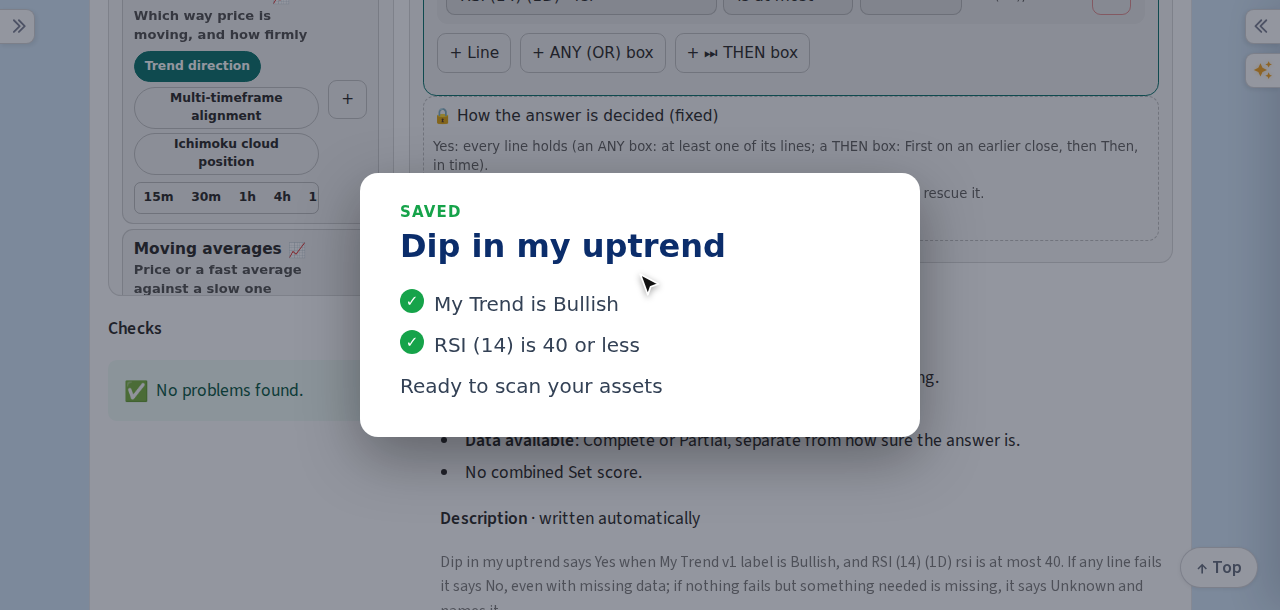 Which way price is
moving, and how firmly
Trend direction
Multi-timeframe
alignment
+
Ichimoku cloud
position
15m 30m 1h 4h 1
Moving averages 📈
Price or a fast average
against a slow one
Checks
✅ No problems found.
+ Line
+ ANY (OR) box
+ ⏭ THEN box
🔒 How the answer is decided (fixed)
Yes: every line holds (an ANY box: at least one of its lines; a THEN box: First on an earlier close, then Then,
in time).
rescue it.
SAVED
Dip in my uptrend
✓ My Trend is Bullish
✓ RSI (14) is 40 or less
Ready to scan your assets
ng.
• Data available: Complete or Partial, separate from how sure the answer is.
• No combined Set score.
Description · written automatically
Dip in my uptrend says Yes when My Trend v1 label is Bullish, and RSI (14) (1D) rsi is at most 40. If any line fails
it says No, even with missing data; if nothing fails but something needed is missing, it says Unknown and
names it.
↑ Top